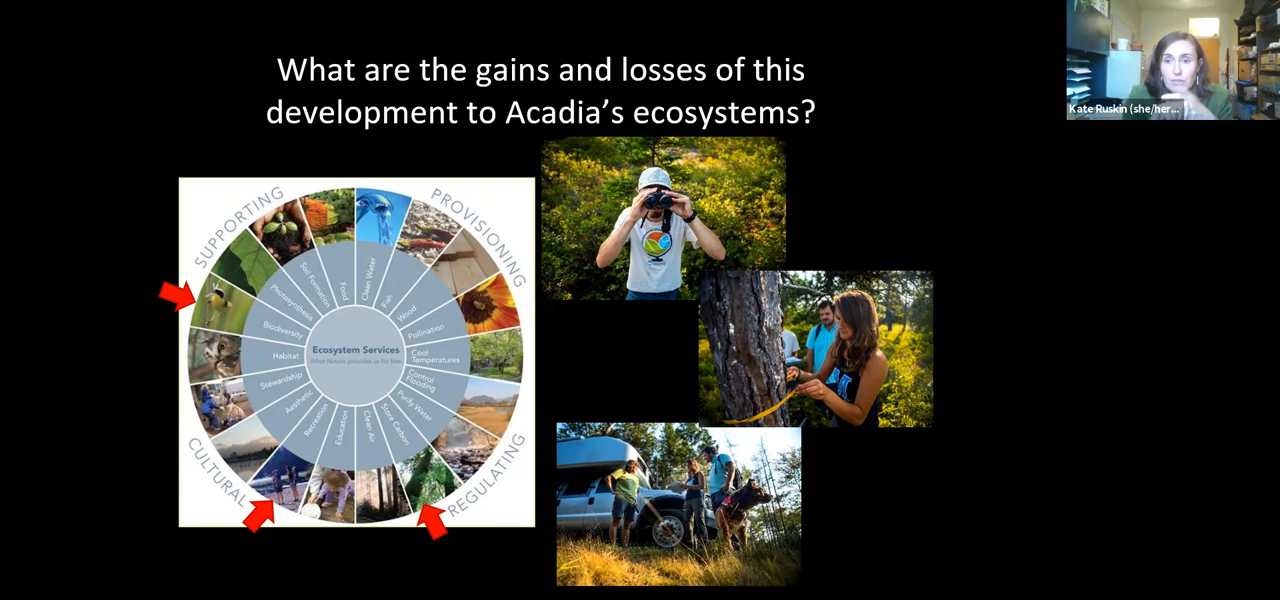 What are the gains and losses of this
development to Acadia's ecosystems?
Kate Ruskin (she/her...
SUPPORTING
PROVISIONING
REGULATING
CULTURAL
Ecosystem Services
What Nature provides us for free
Clean Water
Fish
Wood
Pollination
Cool
Temperatures
Control
Flooding
Purify Water
Store Carbon
Clean Air
Education
Recreation
Aesthetic
Stewardship
Habitat
Biodiversity
Photosynthesis
Soil Formation
Food